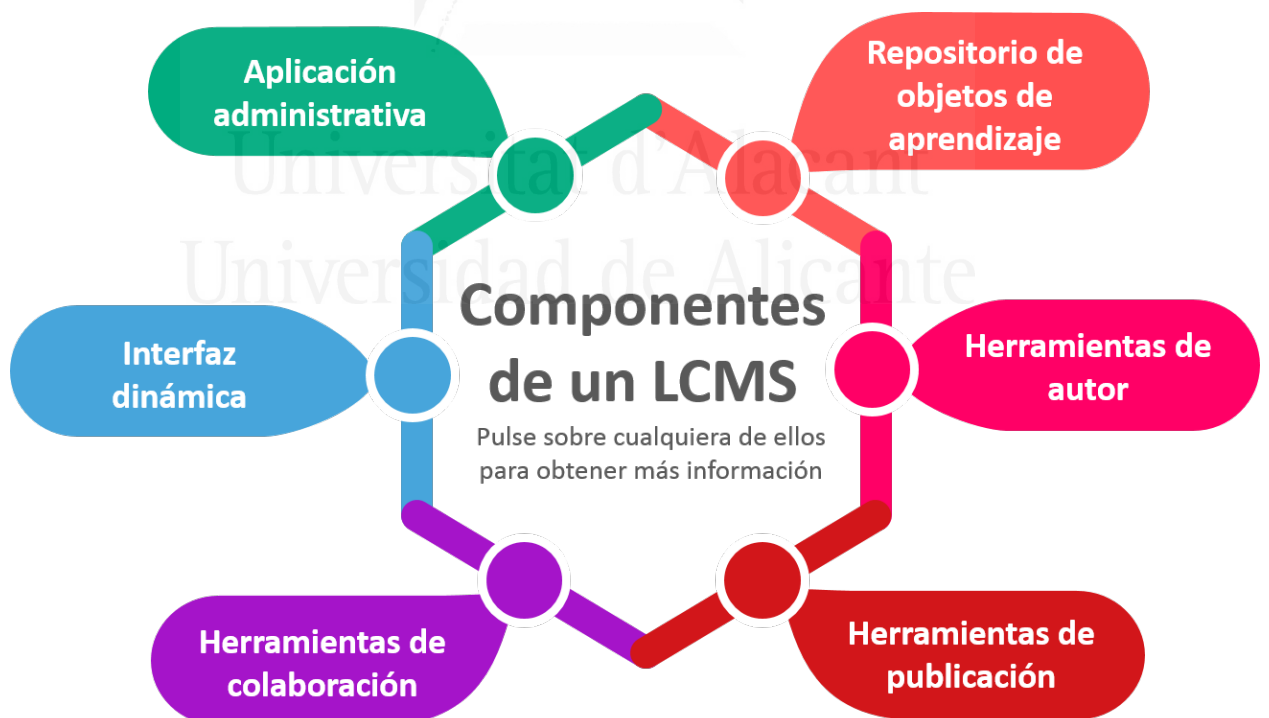 Aplicación
administrativa
Repositorio de
objetos de
aprendizaje
Universitat d'Alacant
Universidad de Alicante
Componentes
de un LCMS
Pulse sobre cualquiera de ellos
para obtener más información
Interfaz
dinámica
Herramientas de
autor
Herramientas de
colaboración
Herramientas de
publicación